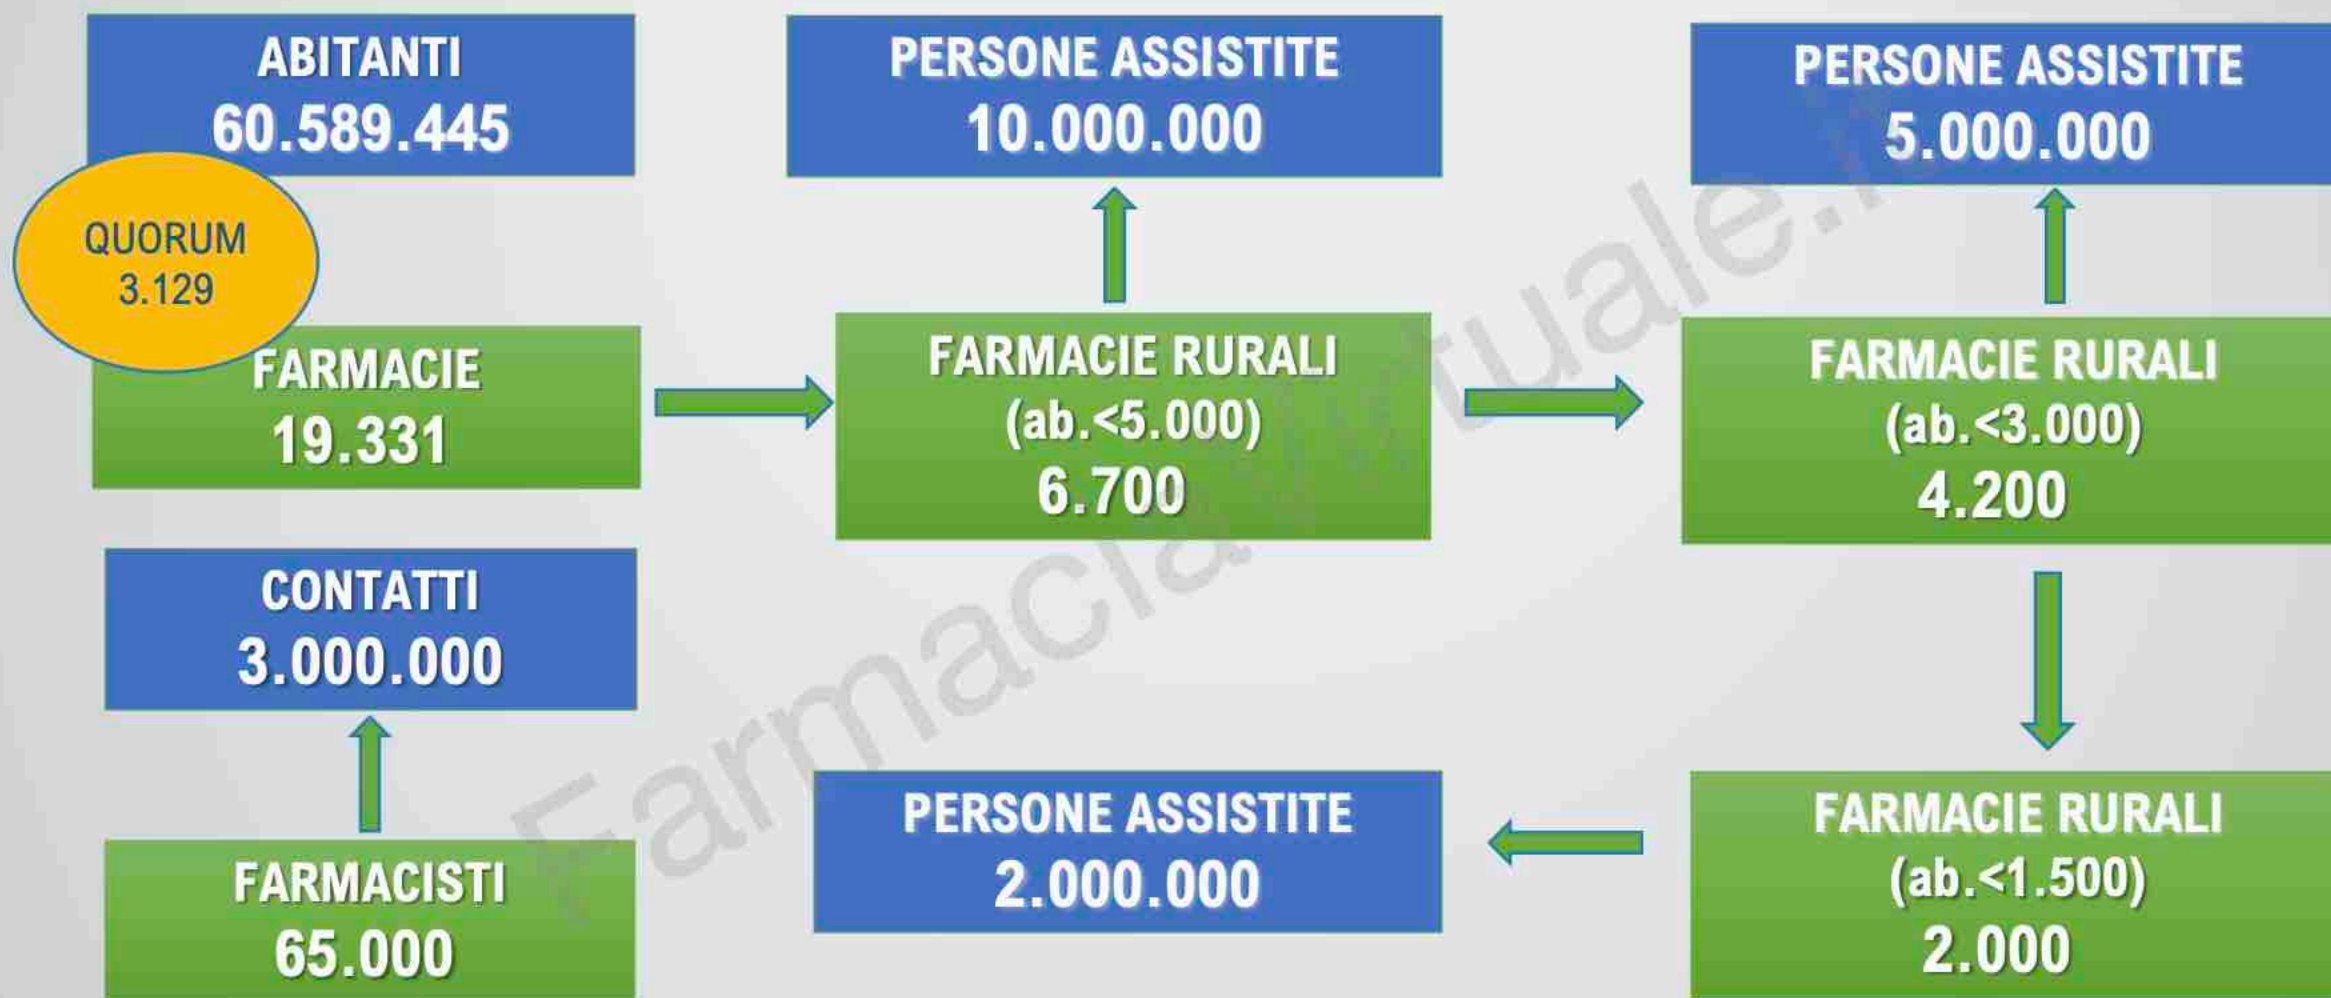 ABITANTI
60.589.445
PERSONE ASSISTITE
10.000.000
PERSONE ASSISTITE
5.000.000
QUORUM
3.129
FARMACIE
19.331
FARMACIE RURALI
(ab.<5.000)
6.700
FARMACIE RURALI
(ab.<3.000)
4.200
CONTATTI
3.000.000
FARMACISTI
65.000
PERSONE ASSISTITE
2.000.000
FARMACIE RURALI
(ab.<1.500)
2.000
Farmaciavirtuale.it